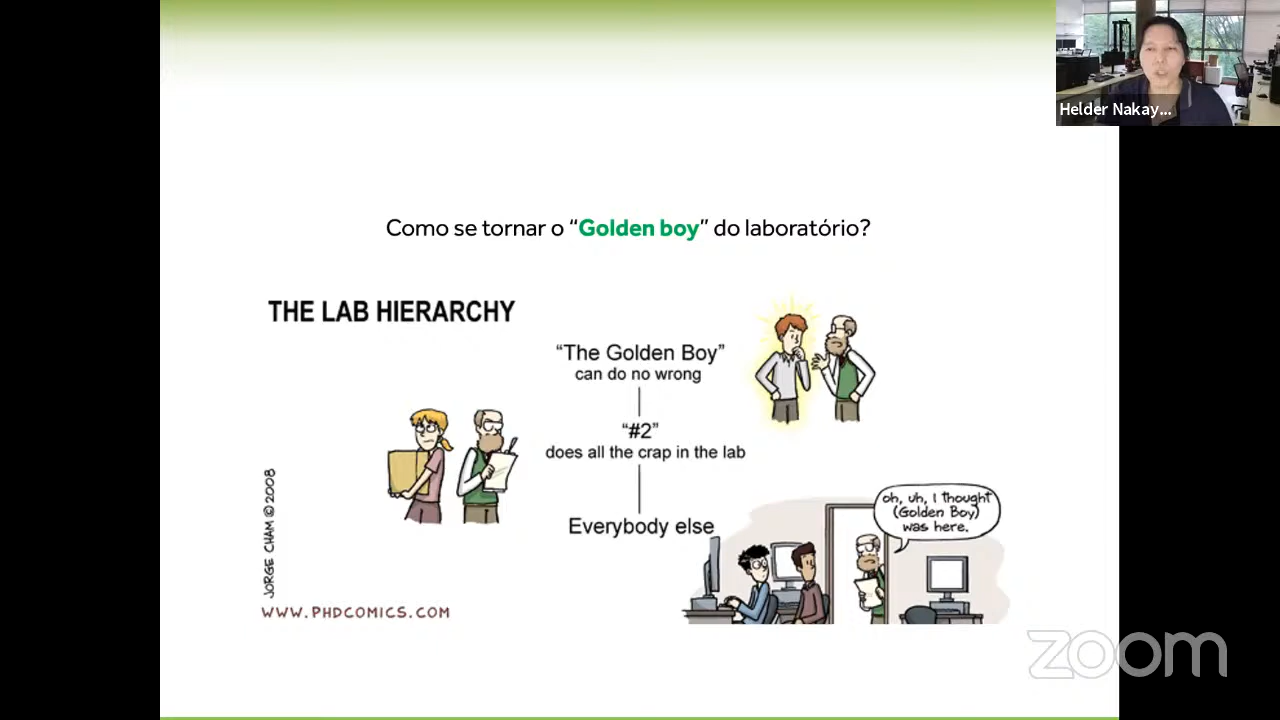 Helder Nakay...
Como se tornar o “Golden boy” do laboratório?
THE LAB HIERARCHY
“The Golden Boy”
can do no wrong
“#2”
does all the crap in the lab
Everybody else
oh, uh, I thought
(Golden Boy)
was here.
JORGE CHAM © 2008
WWW.PHDCOMICS.COM
zoom